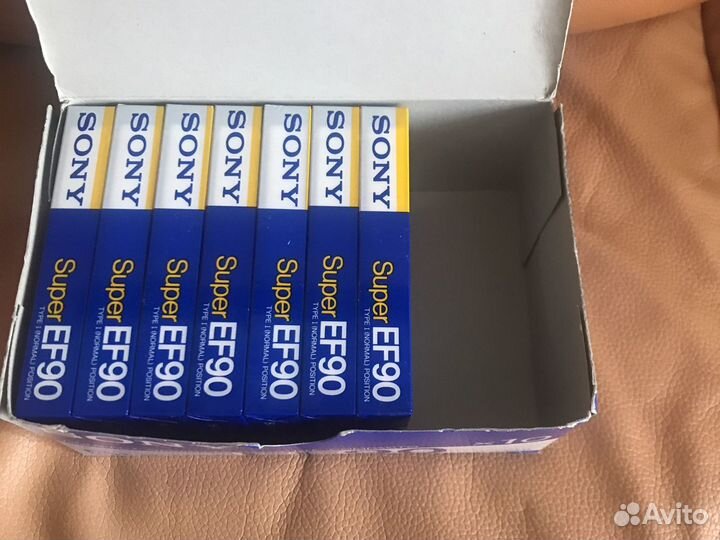 SONY
Super EF90
TYPE I (NORMAL) POSITION
SONY
Super EF90
TYPE I (NORMAL) POSITION
SONY
Super EF90
TYPE I (NORMAL) POSITION
SONY
Super EF90
TYPE I (NORMAL) POSITION
SONY
Super EF90
TYPE I (NORMAL) POSITION
SONY
Super EF90
TYPE I (NORMAL) POSITION
SONY
Super EF90
TYPE I (NORMAL) POSITION
Avito